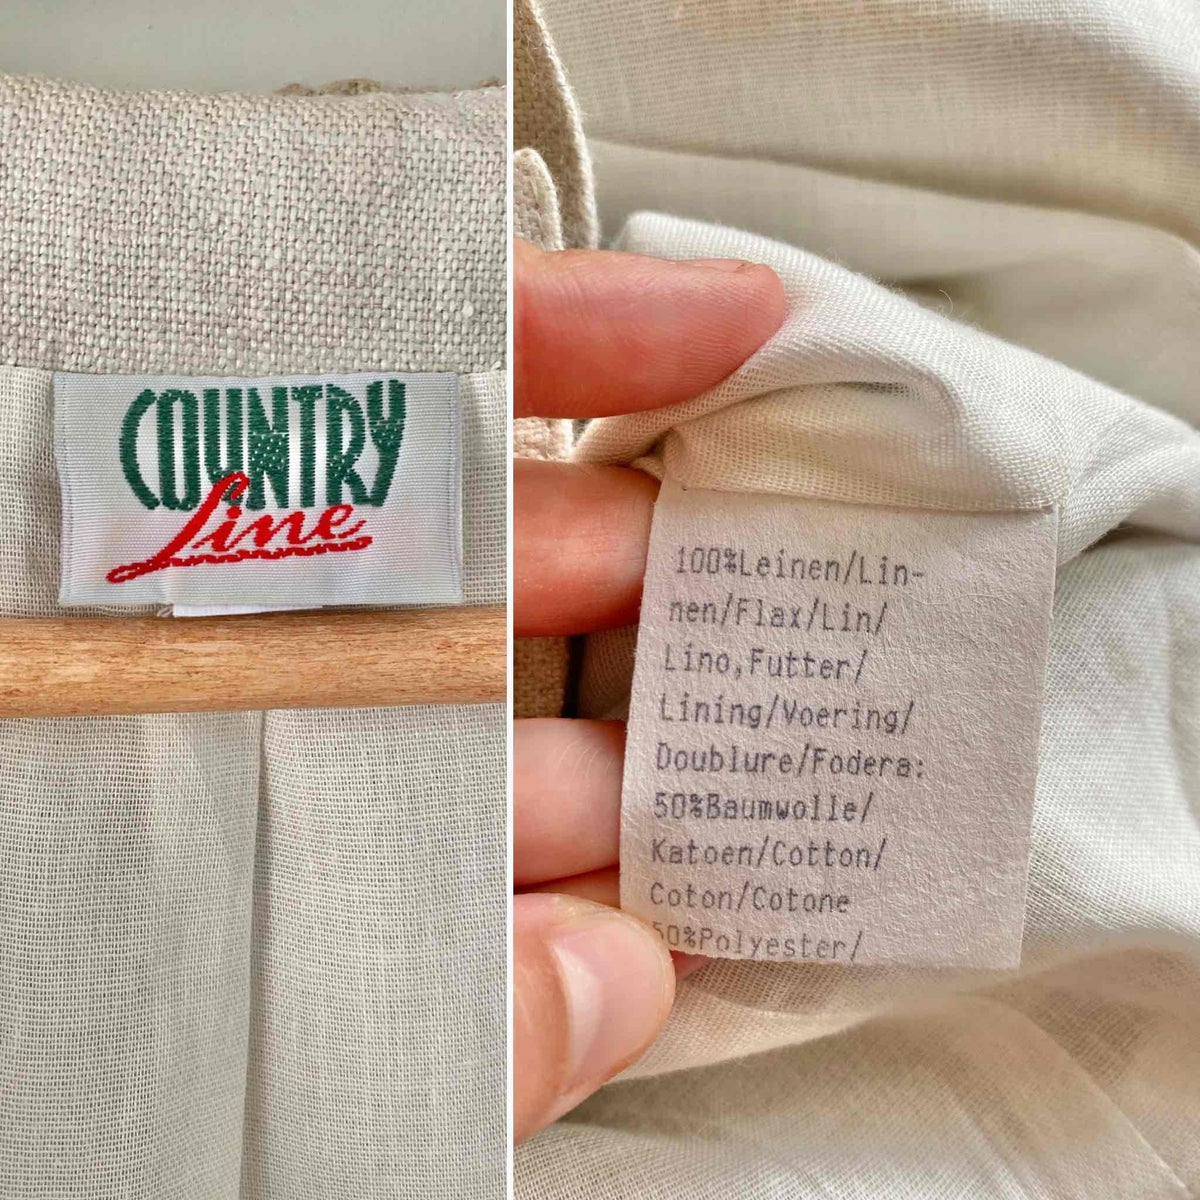 COUNTRY
Line
100%Leinen/Lin-
nen/Flax/Lin/
Lino,Futter/
Lining/Voering/
Doublure/Fodera:
50%Baumwolle/
Katoen/Cotton/
Coton/Cotone
50%Polyester/